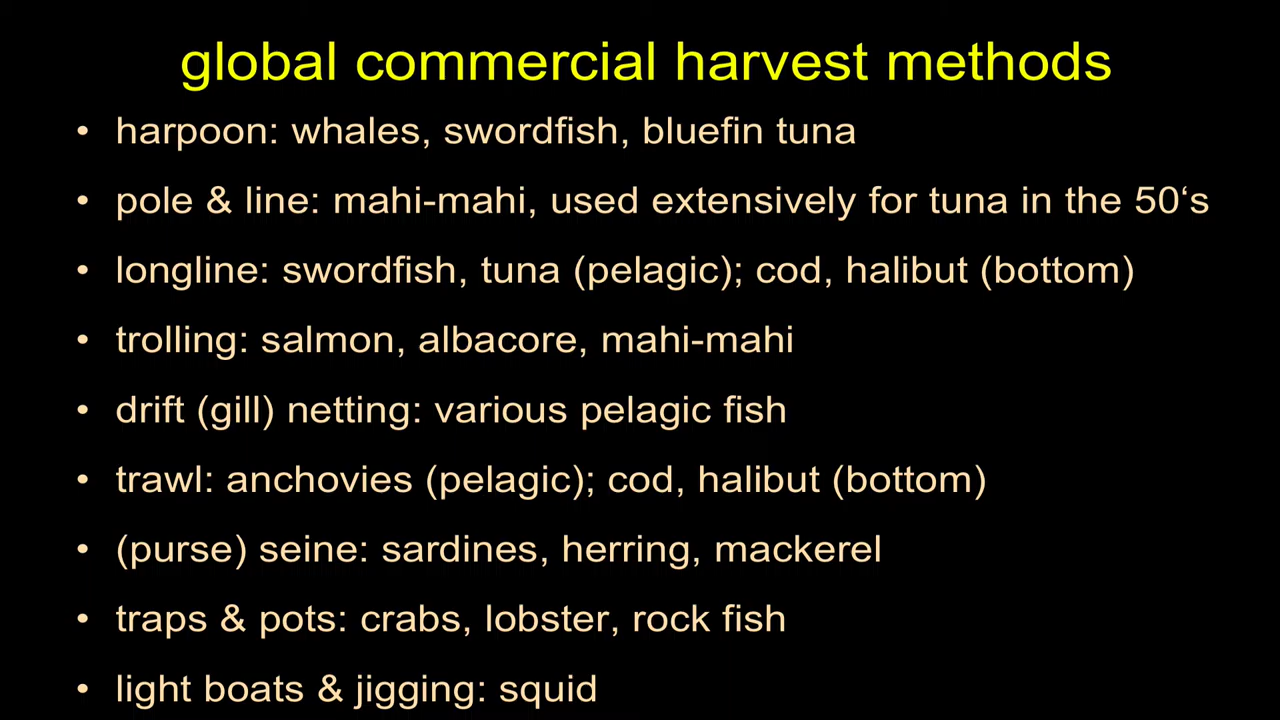 global commercial harvest methods
• harpoon: whales, swordfish, bluefin tuna
• pole & line: mahi-mahi, used extensively for tuna in the 50‘s
• longline: swordfish, tuna (pelagic); cod, halibut (bottom)
• trolling: salmon, albacore, mahi-mahi
• drift (gill) netting: various pelagic fish
• trawl: anchovies (pelagic); cod, halibut (bottom)
• (purse) seine: sardines, herring, mackerel
• traps & pots: crabs, lobster, rock fish
• light boats & jigging: squid